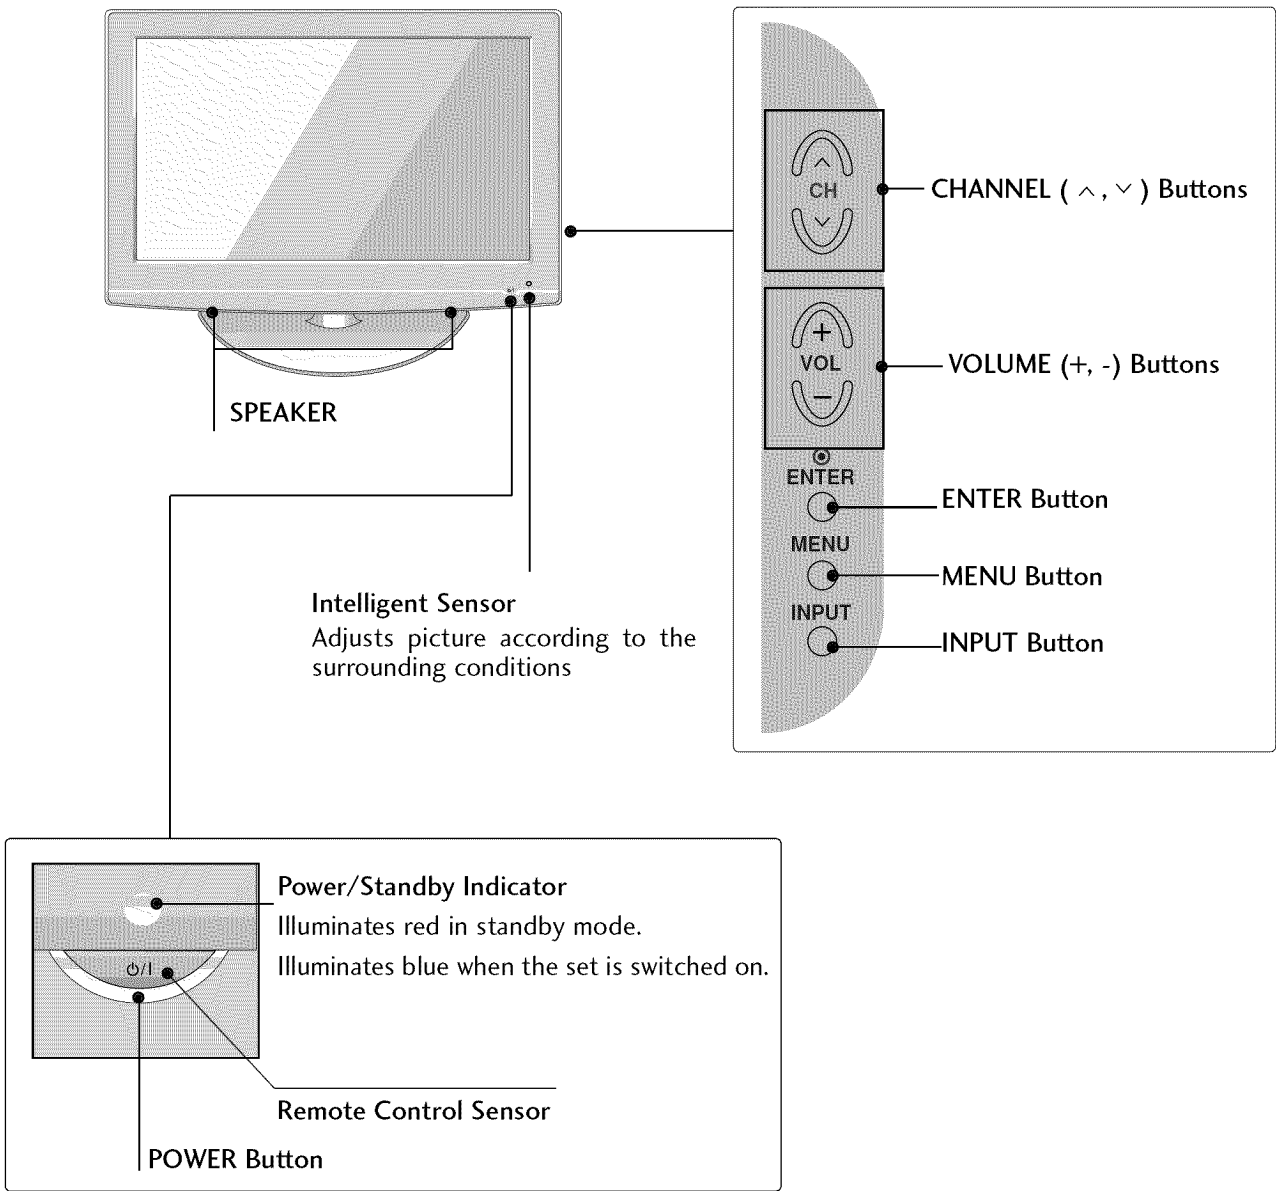 CH
CHANNEL ( ︿ , ﹀ ) Buttons
+
VOL
−
VOLUME (+, -) Buttons
SPEAKER
ENTER
ENTER Button
MENU
MENU Button
INPUT
INPUT Button
Intelligent Sensor
Adjusts picture according to the
surrounding conditions
Power/Standby Indicator
Illuminates red in standby mode.
Illuminates blue when the set is switched on.
⏻/I
Remote Control Sensor
POWER Button